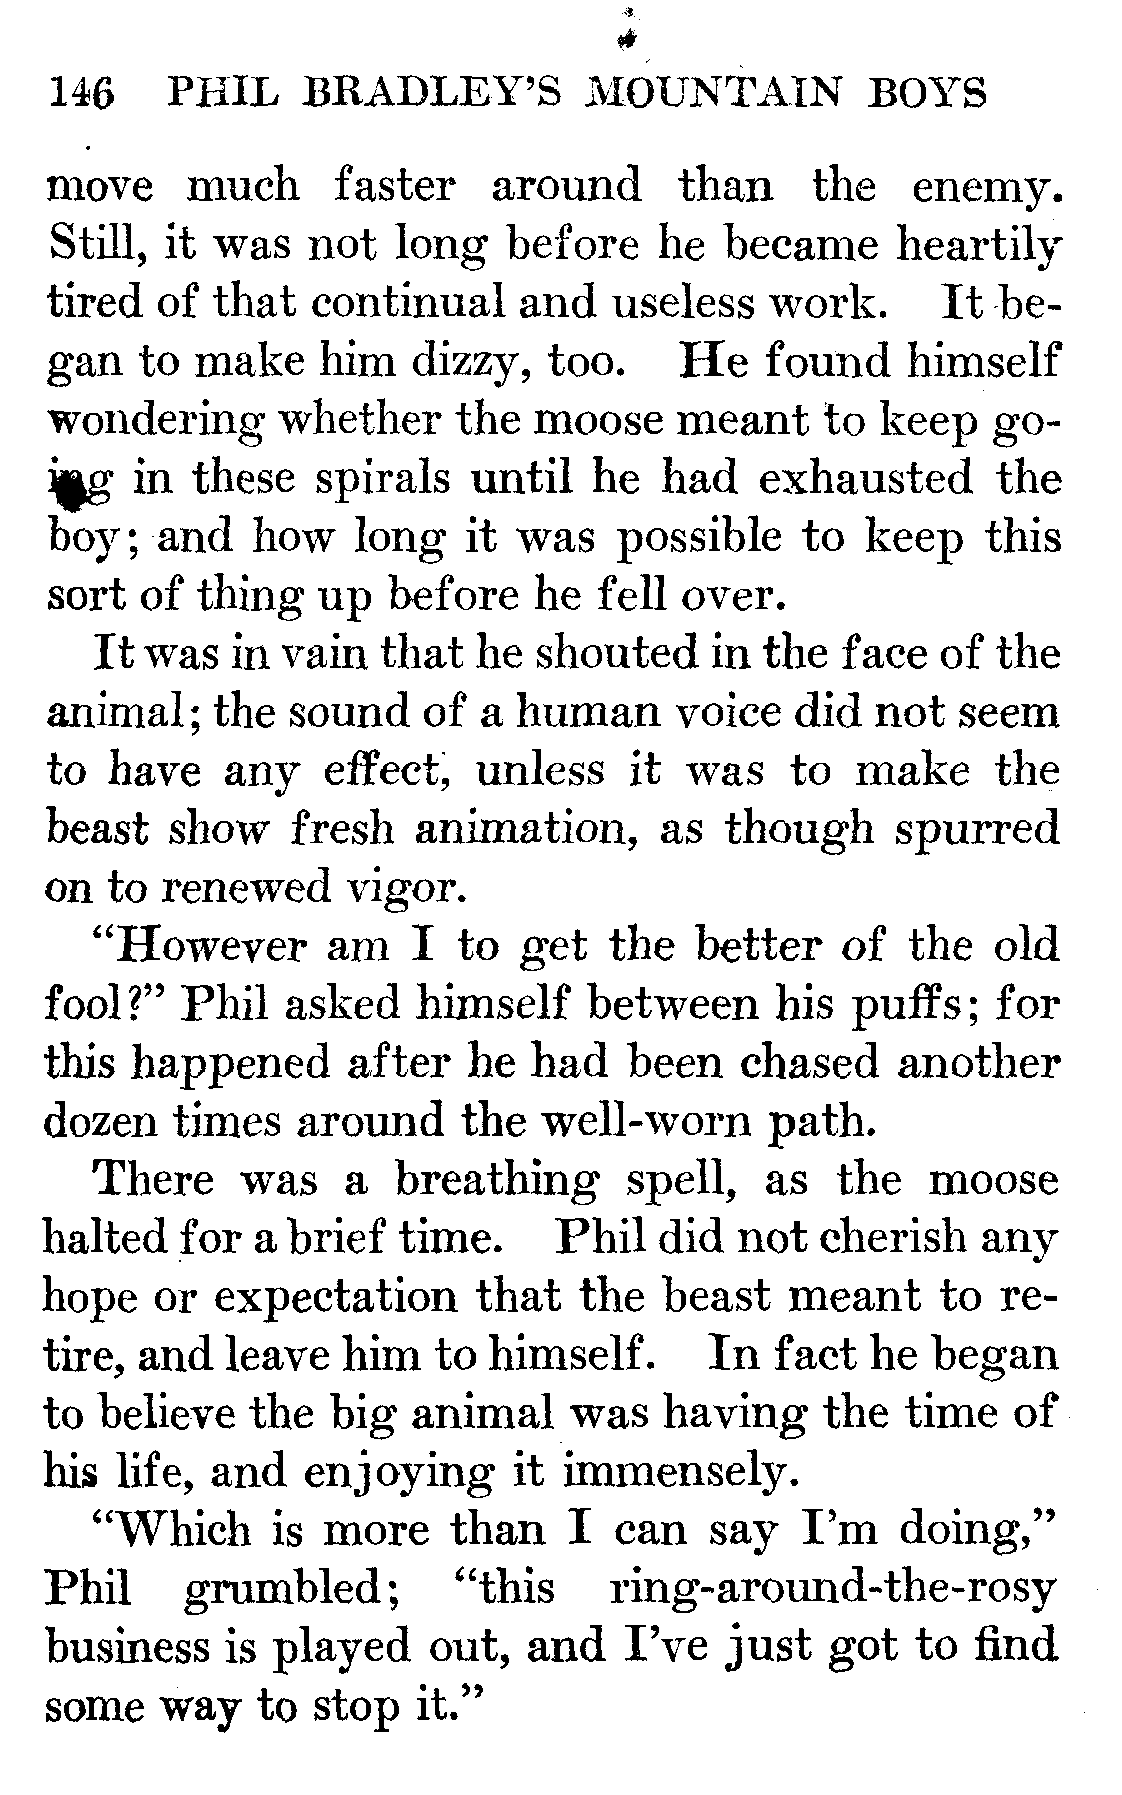 146 PHIL BRADLEY'S MOUNTAIN BOYS
move much faster around than the enemy.
Still, it was not long before he became heartily
tired of that continual and useless work. It be-
gan to make him dizzy, too. He found himself
wondering whether the moose meant to keep go-
ing in these spirals until he had exhausted the
boy; and how long it was possible to keep this
sort of thing up before he fell over.
It was in vain that he shouted in the face of the
animal; the sound of a human voice did not seem
to have any effect, unless it was to make the
beast show fresh animation, as though spurred
on to renewed vigor.
“However am I to get the better of the old
fool?” Phil asked himself between his puffs; for
this happened after he had been chased another
dozen times around the well-worn path.
There was a breathing spell, as the moose
halted for a brief time. Phil did not cherish any
hope or expectation that the beast meant to re-
tire, and leave him to himself. In fact he began
to believe the big animal was having the time of
his life, and enjoying it immensely.
“Which is more than I can say I’m doing,”
Phil grumbled; “this ring-around-the-rosy
business is played out, and I’ve just got to find
some way to stop it.”